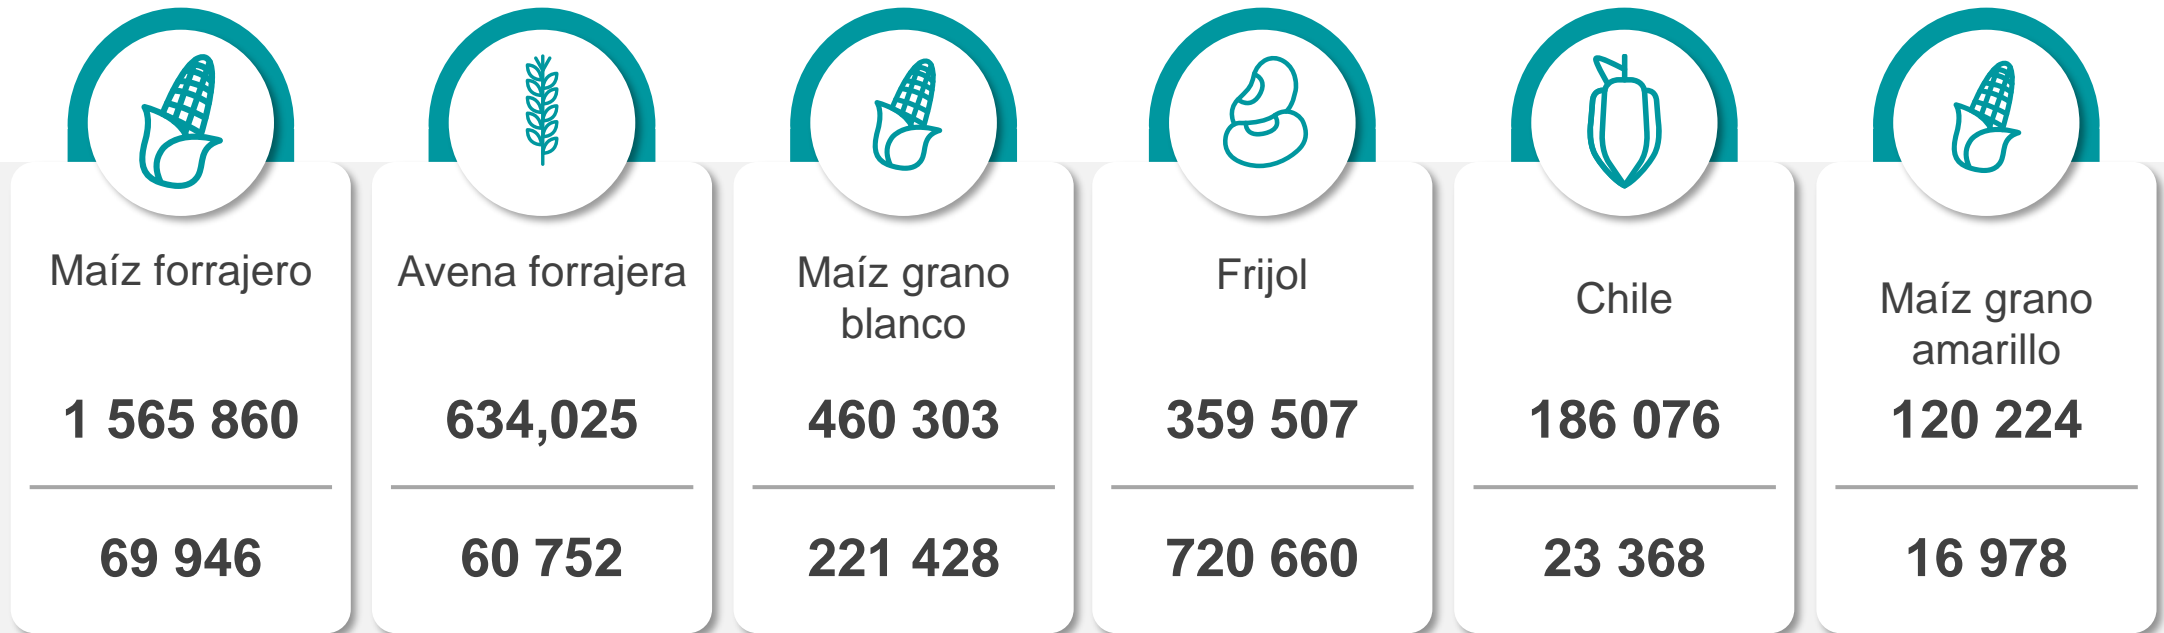 Maíz forrajero
1 565 860
69 946
Avena forrajera
634,025
60 752
Maíz grano
blanco
460 303
221 428
Frijol
359 507
720 660
Chile
186 076
23 368
Maíz grano
amarillo
120 224
16 978